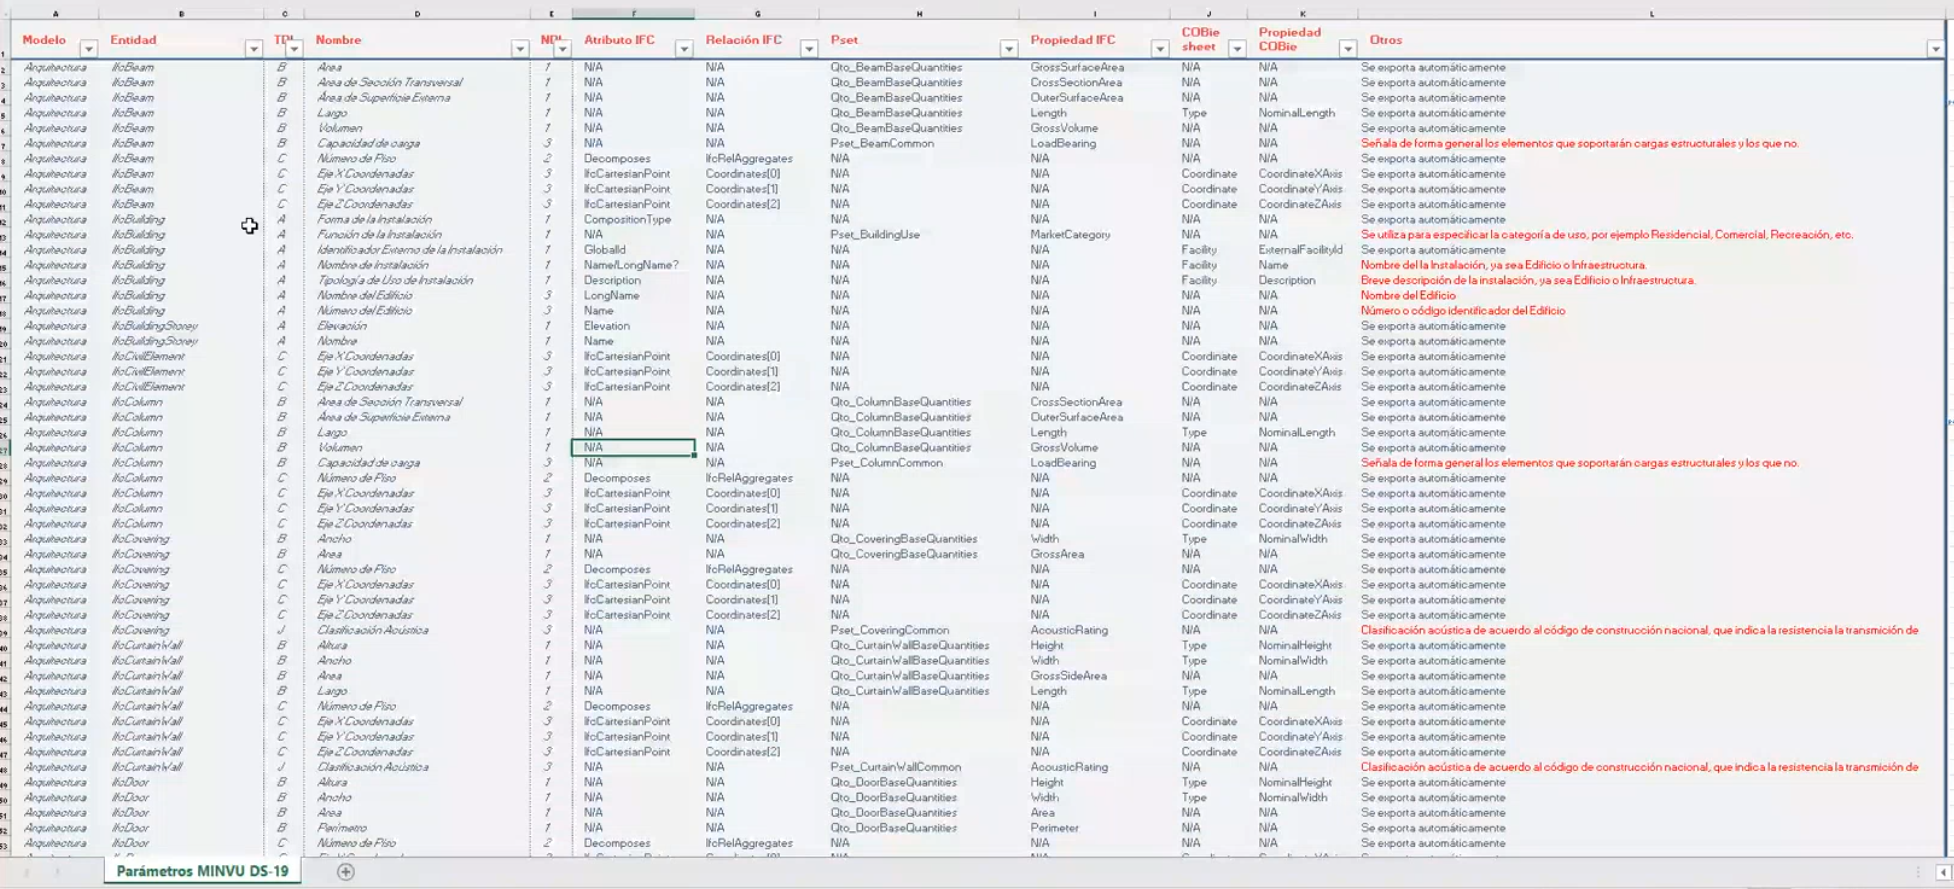 A B C D E F G H I J K L
Modelo Entidad TDI Nombre NDI Atributo IFC Relación IFC Pset Propiedad IFC COBie sheet Propiedad COBie Otros
Arquitectura IfcBeam B Área 1 N/A N/A Qto_BeamBaseQuantities GrossSurfaceArea N/A N/A Se exporta automáticamente
Arquitectura IfcBeam B Área de Sección Transversal 1 N/A N/A Qto_BeamBaseQuantities CrossSectionArea N/A N/A Se exporta automáticamente
Arquitectura IfcBeam B Área de Superficie Externa 1 N/A N/A Qto_BeamBaseQuantities OuterSurfaceArea N/A N/A Se exporta automáticamente
Arquitectura IfcBeam B Largo 1 N/A N/A Qto_BeamBaseQuantities Length Type NominalLength Se exporta automáticamente
Arquitectura IfcBeam B Volumen 1 N/A N/A Qto_BeamBaseQuantities GrossVolume N/A N/A Se exporta automáticamente
Arquitectura IfcBeam B Capacidad de carga 3 N/A N/A Pset_BeamCommon LoadBearing N/A N/A Señala de forma general los elementos que soportarán cargas estructurales y los que no.
Arquitectura IfcBeam C Número de Piso 2 Decomposes IfcRelAggregates N/A N/A N/A N/A Se exporta automáticamente
Arquitectura IfcBeam C Eje X Coordenadas 3 IfcCartesianPoint Coordinates[0] N/A N/A Coordinate CoordinateXAxis Se exporta automáticamente
Arquitectura IfcBeam C Eje Y Coordenadas 3 IfcCartesianPoint Coordinates[1] N/A N/A Coordinate CoordinateYAxis Se exporta automáticamente
Arquitectura IfcBeam C Eje Z Coordenadas 3 IfcCartesianPoint Coordinates[2] N/A N/A Coordinate CoordinateZAxis Se exporta automáticamente
Arquitectura IfcBuilding A Forma de la Instalación 1 CompositionType N/A N/A N/A N/A N/A Se exporta automáticamente
Arquitectura IfcBuilding A Función de la Instalación 1 N/A N/A Pset_BuildingUse MarketCategory N/A N/A Se utiliza para especificar la categoría de uso, por ejemplo Residencial, Comercial, Recreación, etc.
Arquitectura IfcBuilding A Identificador Externo de la Instalación 1 GlobalId N/A N/A N/A Facility ExternalFacilityId Se exporta automáticamente
Arquitectura IfcBuilding A Nombre de Instalación 1 Name/LongName? N/A N/A N/A Facility Name Nombre del la Instalación, ya sea Edificio o Infraestructura.
Arquitectura IfcBuilding A Tipología de Uso de Instalación 1 Description N/A N/A N/A Facility Description Breve descripción de la instalación, ya sea Edificio o Infraestructura.
Arquitectura IfcBuilding A Nombre del Edificio 3 LongName N/A N/A N/A N/A N/A Nombre del Edificio
Arquitectura IfcBuilding A Número del Edificio 3 Name N/A N/A N/A N/A N/A Número o código identificador del Edificio
Arquitectura IfcBuildingStorey A Elevación 1 Elevation N/A N/A N/A N/A N/A Se exporta automáticamente
Arquitectura IfcBuildingStorey A Nombre 1 Name N/A N/A N/A N/A N/A Se exporta automáticamente
Arquitectura IfcCivilElement C Eje X Coordenadas 3 IfcCartesianPoint Coordinates[0] N/A N/A Coordinate CoordinateXAxis Se exporta automáticamente
Arquitectura IfcCivilElement C Eje Y Coordenadas 3 IfcCartesianPoint Coordinates[1] N/A N/A Coordinate CoordinateYAxis Se exporta automáticamente
Arquitectura IfcCivilElement C Eje Z Coordenadas 3 IfcCartesianPoint Coordinates[2] N/A N/A Coordinate CoordinateZAxis Se exporta automáticamente
Arquitectura IfcColumn B Área de Sección Transversal 1 N/A N/A Qto_ColumnBaseQuantities CrossSectionArea N/A N/A Se exporta automáticamente
Arquitectura IfcColumn B Área de Superficie Externa 1 N/A N/A Qto_ColumnBaseQuantities OuterSurfaceArea N/A N/A Se exporta automáticamente
Arquitectura IfcColumn B Largo 1 N/A N/A Qto_ColumnBaseQuantities Length Type NominalLength Se exporta automáticamente
Arquitectura IfcColumn B Volumen 1 N/A N/A Qto_ColumnBaseQuantities GrossVolume N/A N/A Se exporta automáticamente
Arquitectura IfcColumn B Capacidad de carga 3 N/A N/A Pset_ColumnCommon LoadBearing N/A N/A Señala de forma general los elementos que soportarán cargas estructurales y los que no.
Arquitectura IfcColumn C Número de Piso 2 Decomposes IfcRelAggregates N/A N/A N/A N/A Se exporta automáticamente
Arquitectura IfcColumn C Eje X Coordenadas 3 IfcCartesianPoint Coordinates[0] N/A N/A Coordinate CoordinateXAxis Se exporta automáticamente
Arquitectura IfcColumn C Eje Y Coordenadas 3 IfcCartesianPoint Coordinates[1] N/A N/A Coordinate CoordinateYAxis Se exporta automáticamente
Arquitectura IfcColumn C Eje Z Coordenadas 3 IfcCartesianPoint Coordinates[2] N/A N/A Coordinate CoordinateZAxis Se exporta automáticamente
Arquitectura IfcCovering B Ancho 1 N/A N/A Qto_CoveringBaseQuantities Width Type NominalWidth Se exporta automáticamente
Arquitectura IfcCovering B Área 1 N/A N/A Qto_CoveringBaseQuantities GrossArea N/A N/A Se exporta automáticamente
Arquitectura IfcCovering C Número de Piso 2 Decomposes IfcRelAggregates N/A N/A N/A N/A Se exporta automáticamente
Arquitectura IfcCovering C Eje X Coordenadas 3 IfcCartesianPoint Coordinates[0] N/A N/A Coordinate CoordinateXAxis Se exporta automáticamente
Arquitectura IfcCovering C Eje Y Coordenadas 3 IfcCartesianPoint Coordinates[1] N/A N/A Coordinate CoordinateYAxis Se exporta automáticamente
Arquitectura IfcCovering C Eje Z Coordenadas 3 IfcCartesianPoint Coordinates[2] N/A N/A Coordinate CoordinateZAxis Se exporta automáticamente
Arquitectura IfcCovering J Clasificación Acústica 3 N/A N/A Pset_CoveringCommon AcousticRating N/A N/A Clasificación acústica de acuerdo al código de construcción nacional, que indica la resistencia la transmición de
Arquitectura IfcCurtainWall B Altura 1 N/A N/A Qto_CurtainWallBaseQuantities Height Type NominalHeight Se exporta automáticamente
Arquitectura IfcCurtainWall B Ancho 1 N/A N/A Qto_CurtainWallBaseQuantities Width Type NominalWidth Se exporta automáticamente
Arquitectura IfcCurtainWall B Área 1 N/A N/A Qto_CurtainWallBaseQuantities GrossSideArea N/A N/A Se exporta automáticamente
Arquitectura IfcCurtainWall B Largo 1 N/A N/A Qto_CurtainWallBaseQuantities Length Type NominalLength Se exporta automáticamente
Arquitectura IfcCurtainWall C Número de Piso 2 Decomposes IfcRelAggregates N/A N/A N/A N/A Se exporta automáticamente
Arquitectura IfcCurtainWall C Eje X Coordenadas 3 IfcCartesianPoint Coordinates[0] N/A N/A Coordinate CoordinateXAxis Se exporta automáticamente
Arquitectura IfcCurtainWall C Eje Y Coordenadas 3 IfcCartesianPoint Coordinates[1] N/A N/A Coordinate CoordinateYAxis Se exporta automáticamente
Arquitectura IfcCurtainWall C Eje Z Coordenadas 3 IfcCartesianPoint Coordinates[2] N/A N/A Coordinate CoordinateZAxis Se exporta automáticamente
Arquitectura IfcCurtainWall J Clasificación Acústica 3 N/A N/A Pset_CurtainWallCommon AcousticRating N/A N/A Clasificación acústica de acuerdo al código de construcción nacional, que indica la resistencia la transmición de
Arquitectura IfcDoor B Altura 1 N/A N/A Qto_DoorBaseQuantities Height Type NominalHeight Se exporta automáticamente
Arquitectura IfcDoor B Ancho 1 N/A N/A Qto_DoorBaseQuantities Width Type NominalWidth Se exporta automáticamente
Arquitectura IfcDoor B Área 1 N/A N/A Qto_DoorBaseQuantities Area N/A N/A Se exporta automáticamente
Arquitectura IfcDoor B Perímetro 1 N/A N/A Qto_DoorBaseQuantities Perimeter N/A N/A Se exporta automáticamente
Arquitectura IfcDoor C Número de Piso 2 Decomposes IfcRelAggregates N/A N/A N/A N/A Se exporta automáticamente
Parámetros MINVU DS-19